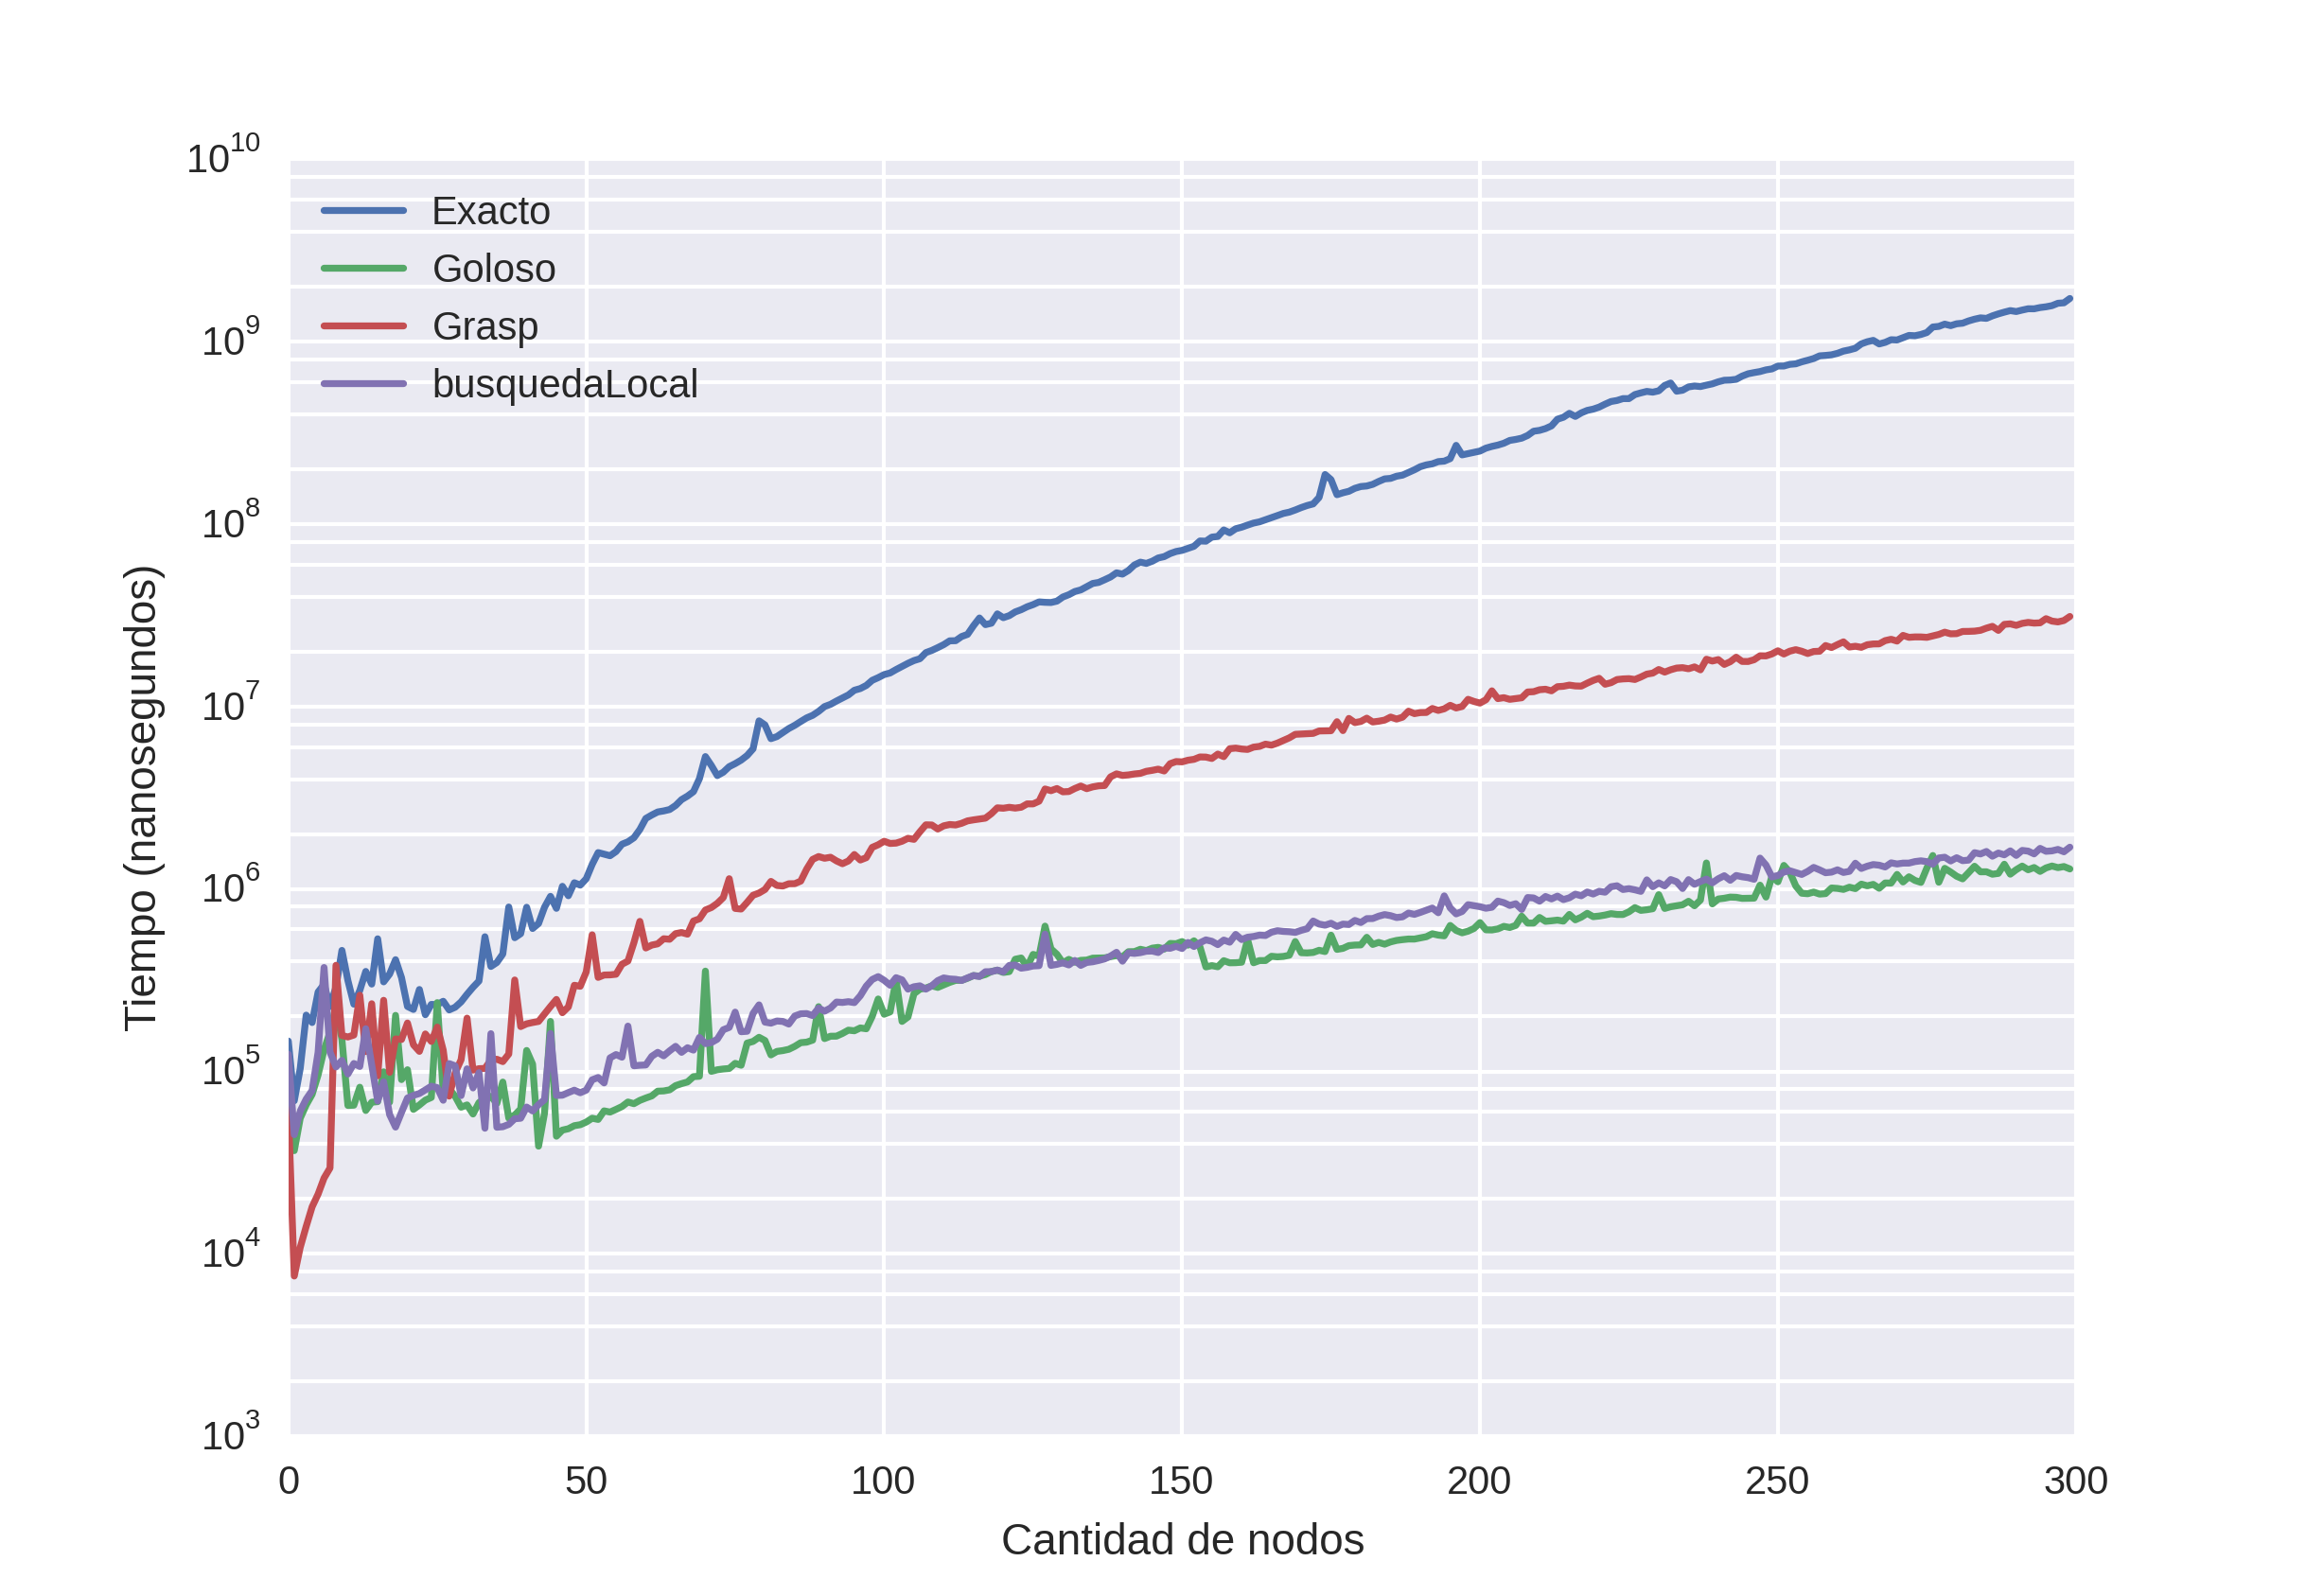 10^10
10^9
10^8
10^7
10^6
10^5
10^4
10^3
Tiempo (nanosegundos)
Exacto
Goloso
Grasp
busquedaLocal
0 50 100 150 200 250 300
Cantidad de nodos